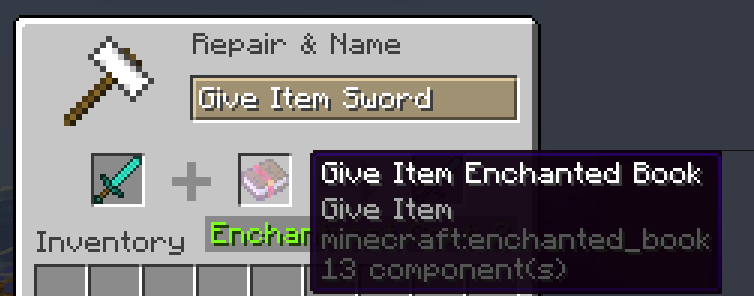 Repair & Name
Give Item Sword
Give Item Enchanted Book
Give Item
minecraft:enchanted_book
13 component(s)
Inventory